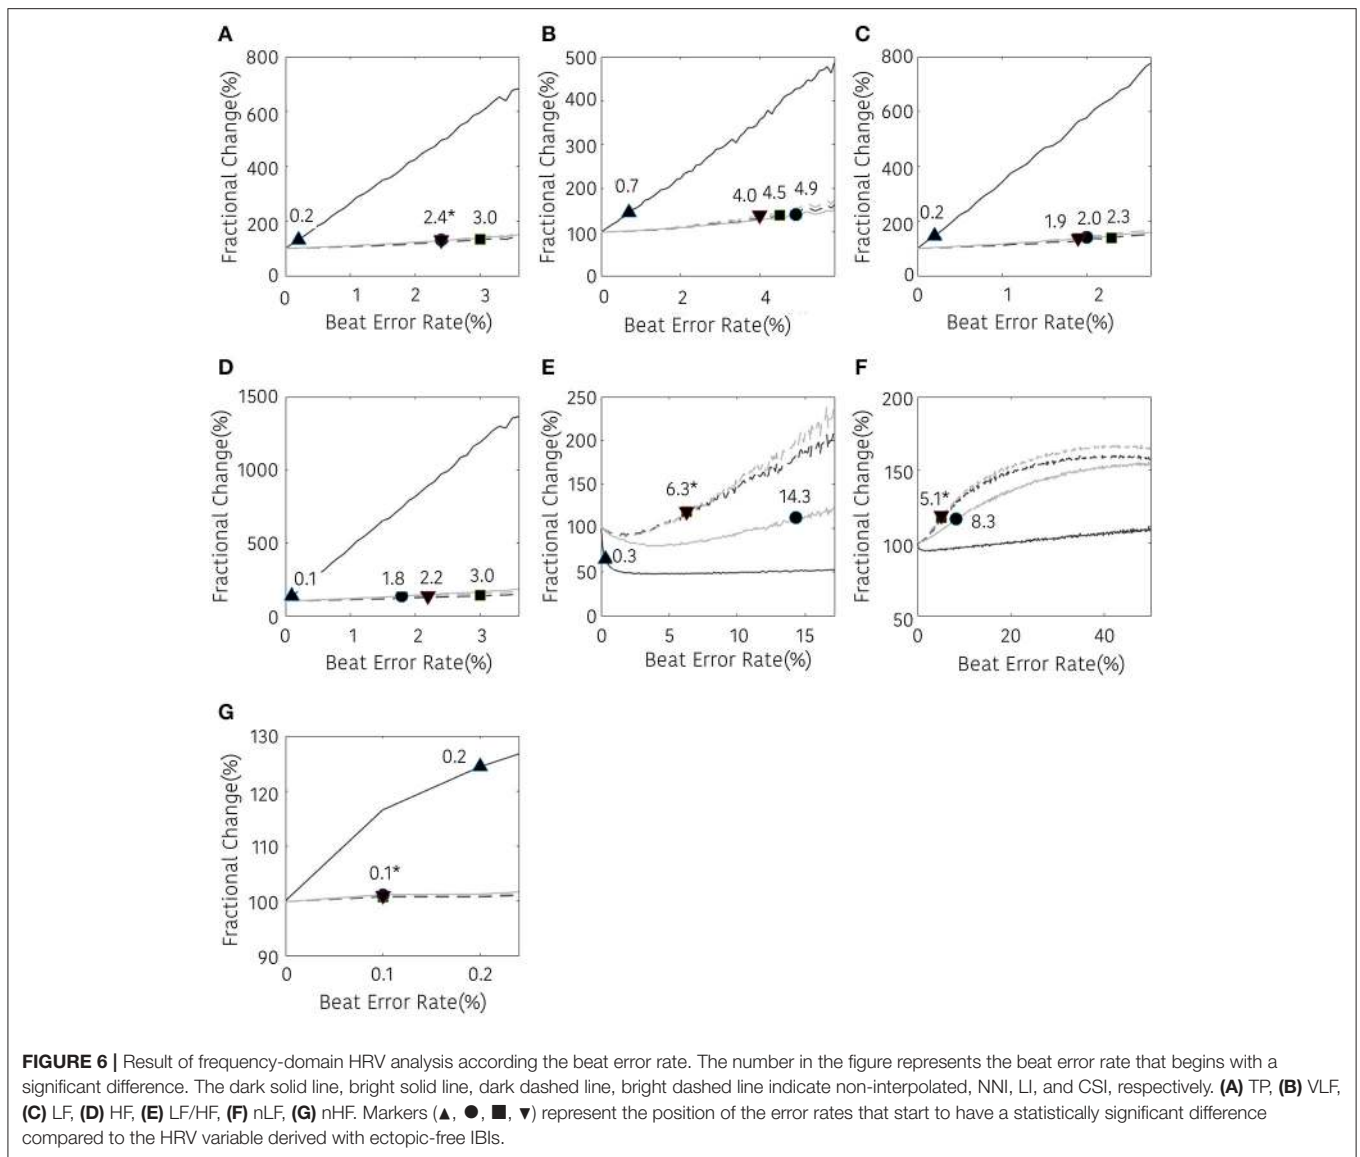 A
B
C
800
600
400
200
0
Fractional Change(%)
0.2
2.4*
3.0
0 1 2 3
Beat Error Rate(%)
500
400
300
200
100
0
Fractional Change(%)
0.7
4.0 4.5 4.9
0 2 4
Beat Error Rate(%)
800
600
400
200
0
Fractional Change(%)
0.2
1.9 2.0 2.3
0 1 2
Beat Error Rate(%)
D
E
F
1500
1000
500
0
Fractional Change(%)
0.1
1.8 2.2 3.0
0 1 2 3
Beat Error Rate(%)
250
200
150
100
50
0
Fractional Change(%)
6.3*
14.3
0.3
0 5 10 15
Beat Error Rate(%)
200
150
100
50
Fractional Change(%)
5.1*
8.3
0 20 40
Beat Error Rate(%)
G
130
120
110
100
90
Fractional Change(%)
0.2
0.1*
0 0.1 0.2
Beat Error Rate(%)
FIGURE 6 | Result of frequency-domain HRV analysis according the beat error rate. The number in the figure represents the beat error rate that begins with a
significant difference. The dark solid line, bright solid line, dark dashed line, bright dashed line indicate non-interpolated, NNI, LI, and CSI, respectively. (A) TP, (B) VLF,
(C) LF, (D) HF, (E) LF/HF, (F) nLF, (G) nHF. Markers (▲, ●, ■, ▼) represent the position of the error rates that start to have a statistically significant difference
compared to the HRV variable derived with ectopic-free IBIs.